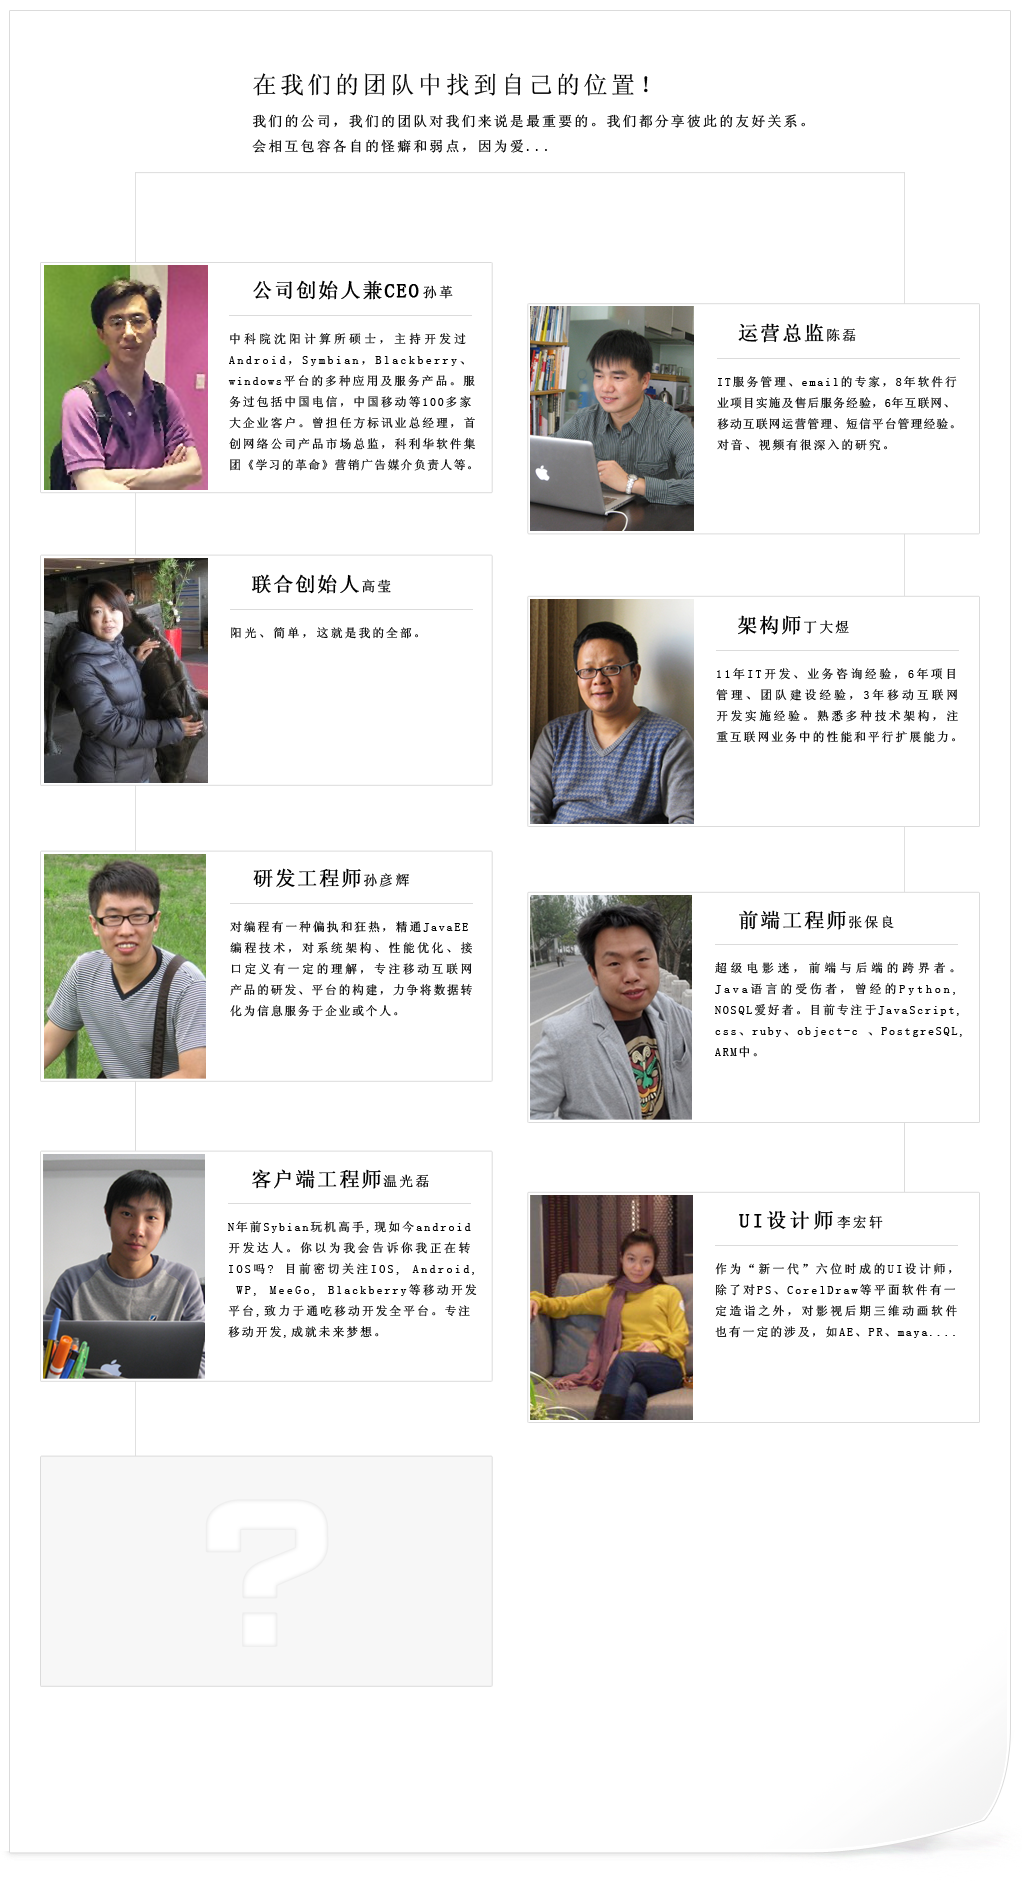 在我们的团队中找到自己的位置!
我们的公司，我们的团队对我们来说是最重要的。我们都分享彼此的友好关系。
会相互包容各自的怪癖和弱点，因为爱...
公司创始人兼CEO孙革
中科院沈阳计算所硕士，主持开发过
Android，Symbian，Blackberry、
windows平台的多种应用及服务产品。服
务过包括中国电信，中国移动等100多家
大企业客户。曾担任方标讯业总经理，首
创网络公司产品市场总监，科利华软件集
团《学习的革命》营销广告媒介负责人等。
运营总监陈磊
IT服务管理、email的专家，8年软件行
业项目实施及售后服务经验，6年互联网、
移动互联网运营管理、短信平台管理经验。
对音、视频有很深入的研究。
联合创始人高莹
阳光、简单，这就是我的全部。
架构师丁大煜
11年IT开发、业务咨询经验，6年项目
管理、团队建设经验，3年移动互联网
开发实施经验。熟悉多种技术架构，注
重互联网业务中的性能和平行扩展能力。
研发工程师孙彦辉
对编程有一种偏执和狂热，精通JavaEE
编程技术，对系统架构、性能优化、接
口定义有一定的理解，专注移动互联网
产品的研发、平台的构建，力争将数据转
化为信息服务于企业或个人。
前端工程师张保良
超级电影迷，前端与后端的跨界者。
Java语言的受伤者，曾经的Python,
NOSQL爱好者。目前专注于JavaScript,
css、ruby、object-c 、PostgreSQL,
ARM中。
客户端工程师温光磊
N年前Sybian玩机高手,现如今android
开发达人。你以为我会告诉你我正在转
IOS吗? 目前密切关注IOS, Android,
WP, MeeGo, Blackberry等移动开发
平台,致力于通吃移动开发全平台。专注
移动开发,成就未来梦想。
UI设计师李宏轩
作为“新一代”六位时成的UI设计师，
除了对PS、CorelDraw等平面软件有一
定造诣之外，对影视后期三维动画软件
也有一定的涉及，如AE、PR、maya....
?